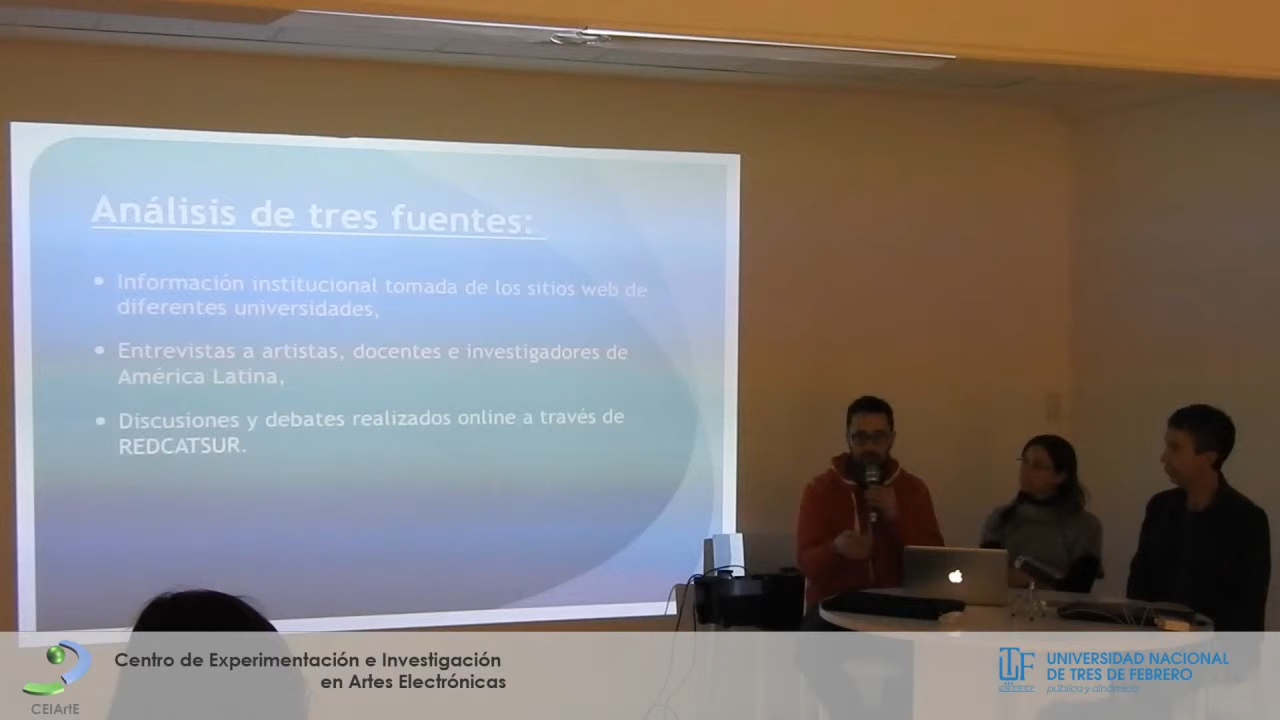 Análisis de tres fuentes:
• Información institucional tomada de los sitios web de
diferentes universidades,
• Entrevistas a artistas, docentes e investigadores de
América Latina,
• Discusiones y debates realizados online a través de
REDCATSUR.
Centro de Experimentación e Investigación
en Artes Electrónicas
CEIArtE
UNIVERSIDAD NACIONAL
DE TRES DE FEBRERO
pública y dinámica